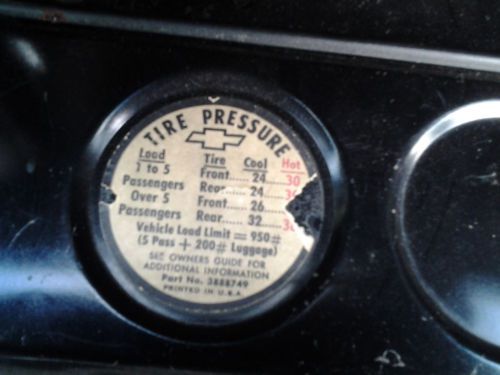 TIRE PRESSURE
Load Tire Cool Hot
1 to 5 Front...... 24......30
Passengers Rear...... 24
Over 5 Front...... 26
Passengers Rear...... 32
Vehicle Load Limit = 950#
(5 Pass + 200# Luggage)
SEE OWNERS GUIDE FOR
ADDITIONAL INFORMATION
Part No. 3888749
PRINTED IN U.S.A.